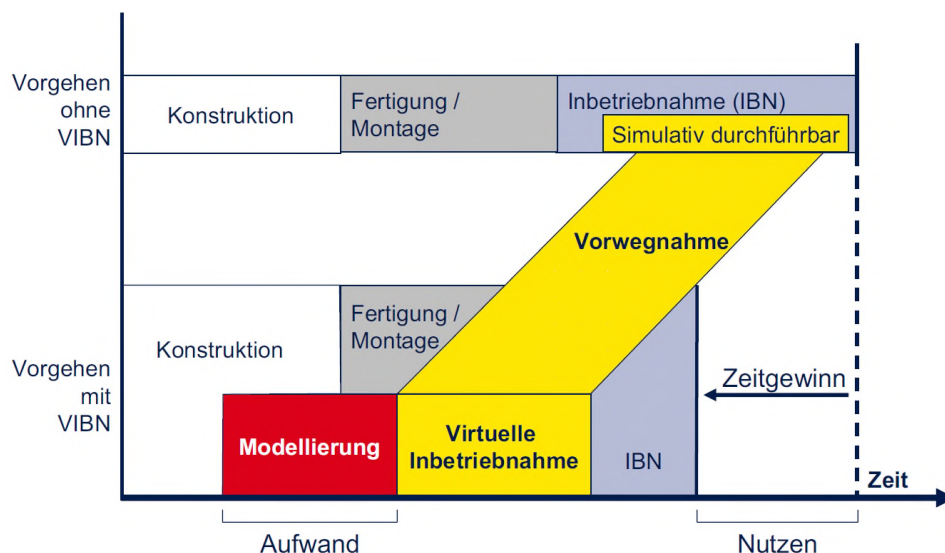 Vorgehen
ohne
VIBN
Konstruktion
Fertigung /
Montage
Inbetriebnahme (IBN)
Simulativ durchführbar
Vorwegnahme
Vorgehen
mit
VIBN
Konstruktion
Fertigung /
Montage
Zeitgewinn
Modellierung
Virtuelle
Inbetriebnahme
IBN
Zeit
Aufwand
Nutzen